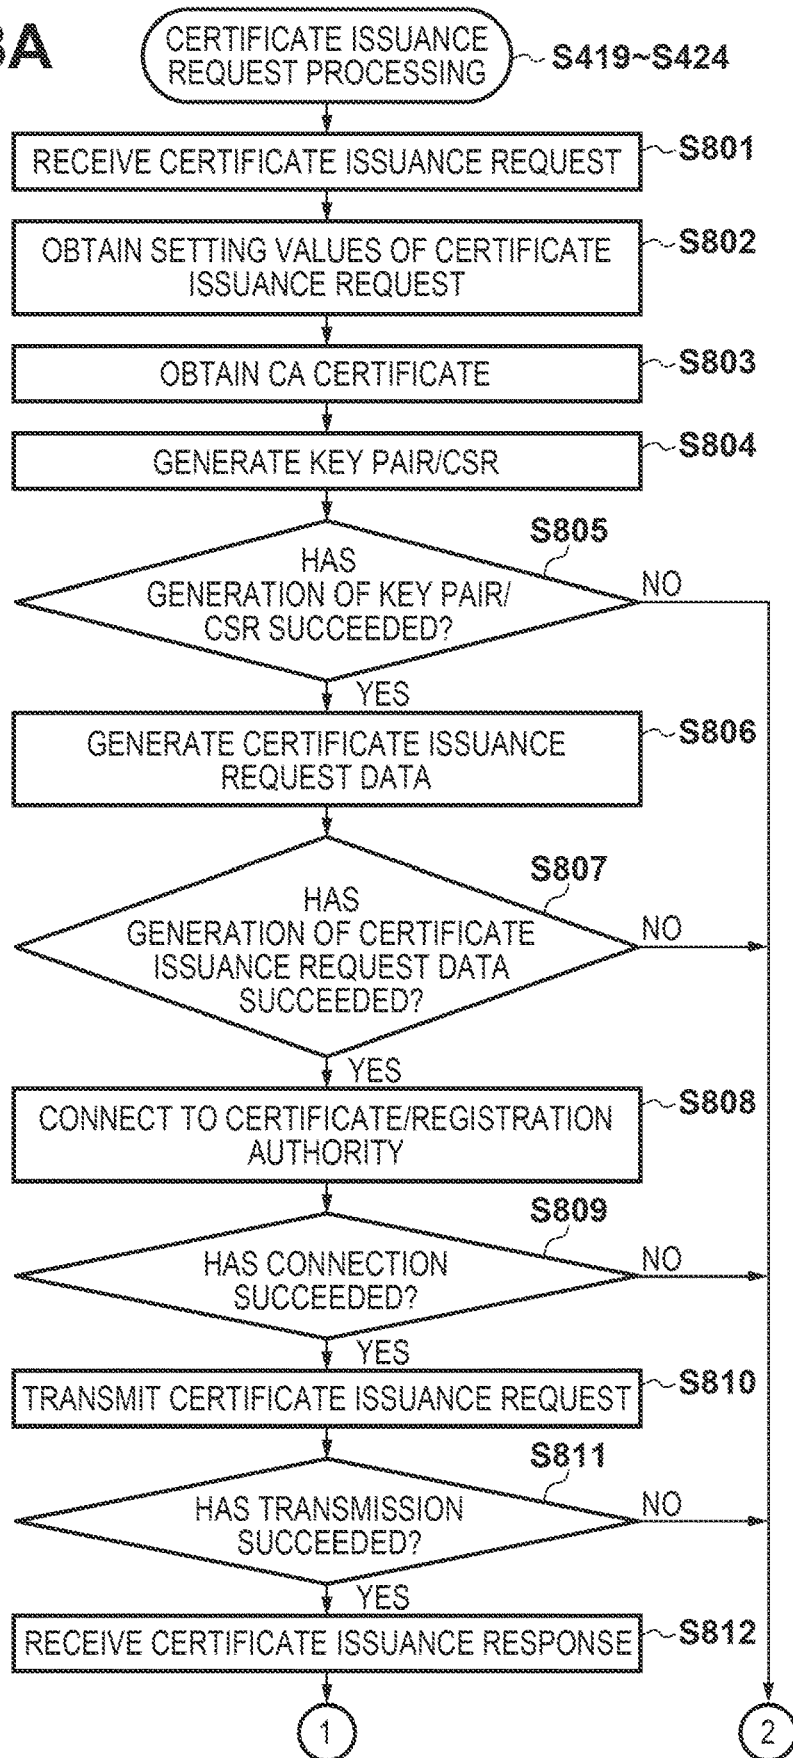 8A
CERTIFICATE ISSUANCE
REQUEST PROCESSING
S419~S424
RECEIVE CERTIFICATE ISSUANCE REQUEST
S801
OBTAIN SETTING VALUES OF CERTIFICATE
ISSUANCE REQUEST
S802
OBTAIN CA CERTIFICATE
S803
GENERATE KEY PAIR/CSR
S804
S805
HAS
GENERATION OF KEY PAIR/
CSR SUCCEEDED?
NO
YES
GENERATE CERTIFICATE ISSUANCE
REQUEST DATA
S806
S807
HAS
GENERATION OF CERTIFICATE
ISSUANCE REQUEST DATA
SUCCEEDED?
NO
YES
CONNECT TO CERTIFICATE/REGISTRATION
AUTHORITY
S808
S809
HAS CONNECTION
SUCCEEDED?
NO
YES
TRANSMIT CERTIFICATE ISSUANCE REQUEST
S810
S811
HAS TRANSMISSION
SUCCEEDED?
NO
YES
RECEIVE CERTIFICATE ISSUANCE RESPONSE
S812
1
2